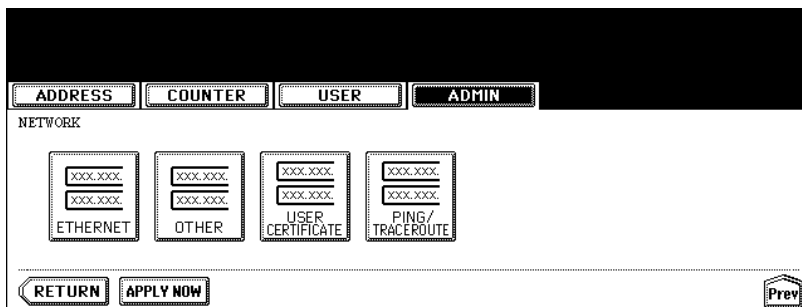 ADDRESS COUNTER USER ADMIN
NETWORK
XXX.XXX. XXX.XXX. XXX.XXX. XXX.XXX.
XXX.XXX. XXX.XXX. XXX.XXX. XXX.XXX.
ETHERNET OTHER USER CERTIFICATE PING/ TRACEROUTE
RETURN APPLY NOW Prev